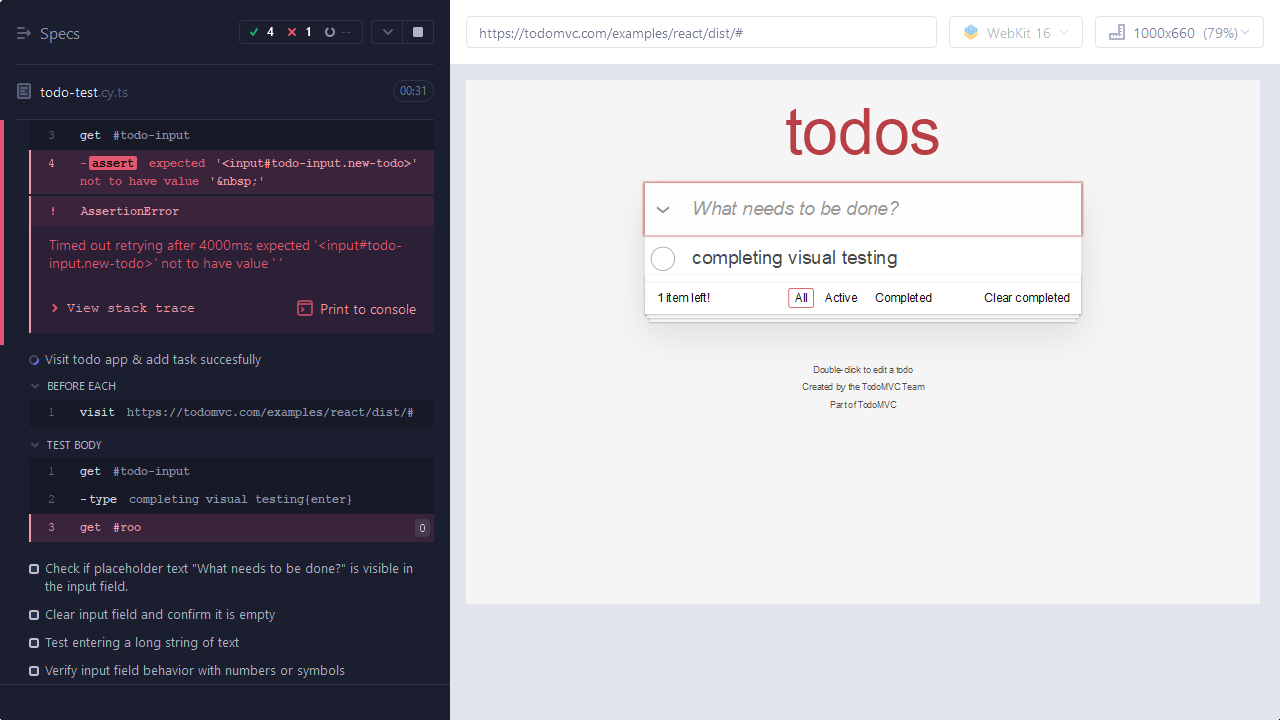 Specs
4 1 --
todo-test.cy.ts 00:31
3 get #todo-input
4 -assert expected '<input#todo-input.new-todo>'
not to have value '&nbsp;'
! AssertionError
Timed out retrying after 4000ms: expected '<input#todo-
input.new-todo>' not to have value ' '
> View stack trace Print to console
Visit todo app & add task succesfully
BEFORE EACH
1 visit https://todomvc.com/examples/react/dist/#
TEST BODY
1 get #todo-input
2 -type completing visual testing{enter}
3 get #roo 0
Check if placeholder text "What needs to be done?" is visible in
the input field.
Clear input field and confirm it is empty
Test entering a long string of text
Verify input field behavior with numbers or symbols
https://todomvc.com/examples/react/dist/#
WebKit 16
1000x660 (79%)
todos
What needs to be done?
completing visual testing
1 item left! All Active Completed Clear completed
Double-click to edit a todo
Created by the TodoMVC Team
Part of TodoMVC